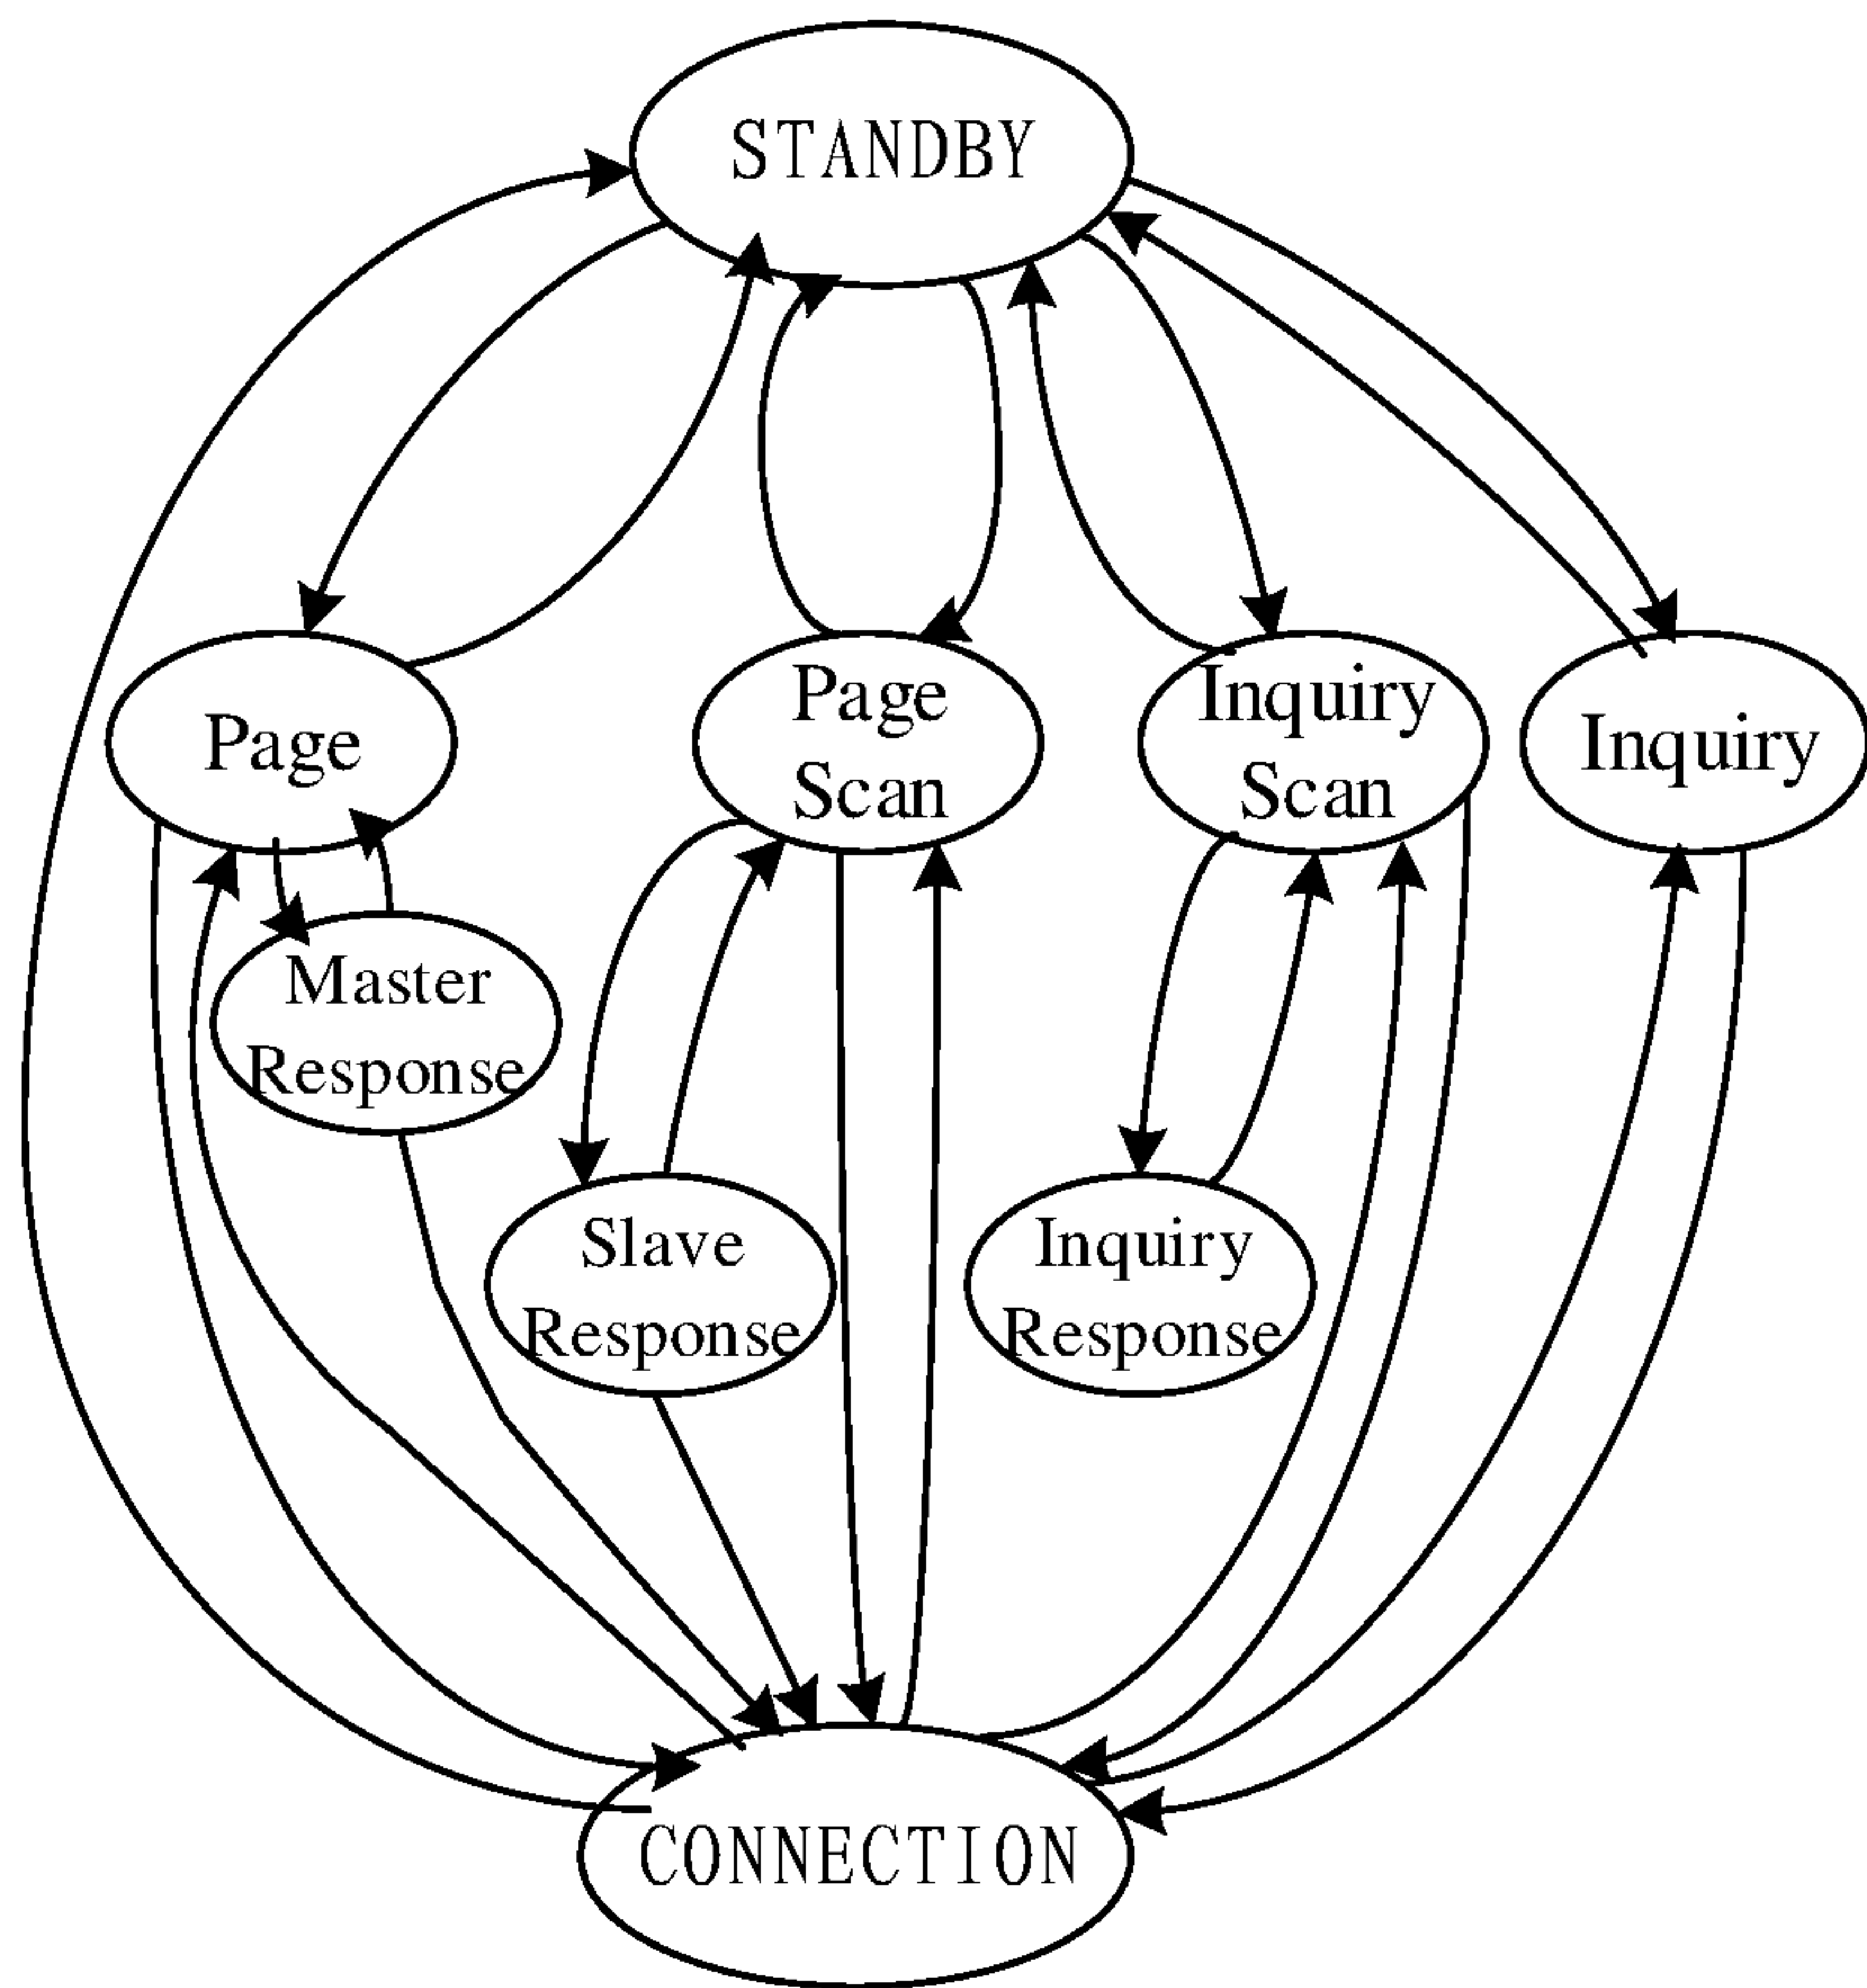 STANDBY
Page
Page
Scan
Inquiry
Scan
Inquiry
Master
Response
Slave
Response
Inquiry
Response
CONNECTION